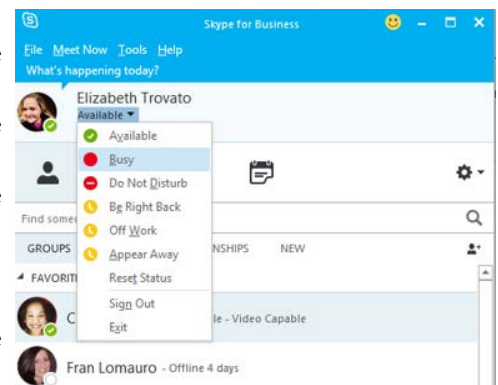 Skype for Business
File Meet Now Tools Help
What's happening today?
Elizabeth Trovato
Available
Available
Busy
Do Not Disturb
Be Right Back
Off Work
Appear Away
Reset Status
Sign Out
Exit
Find someo
GROUPS NSHIPS NEW
FAVORIT
C le - Video Capable
Fran Lomauro - Offline 4 days